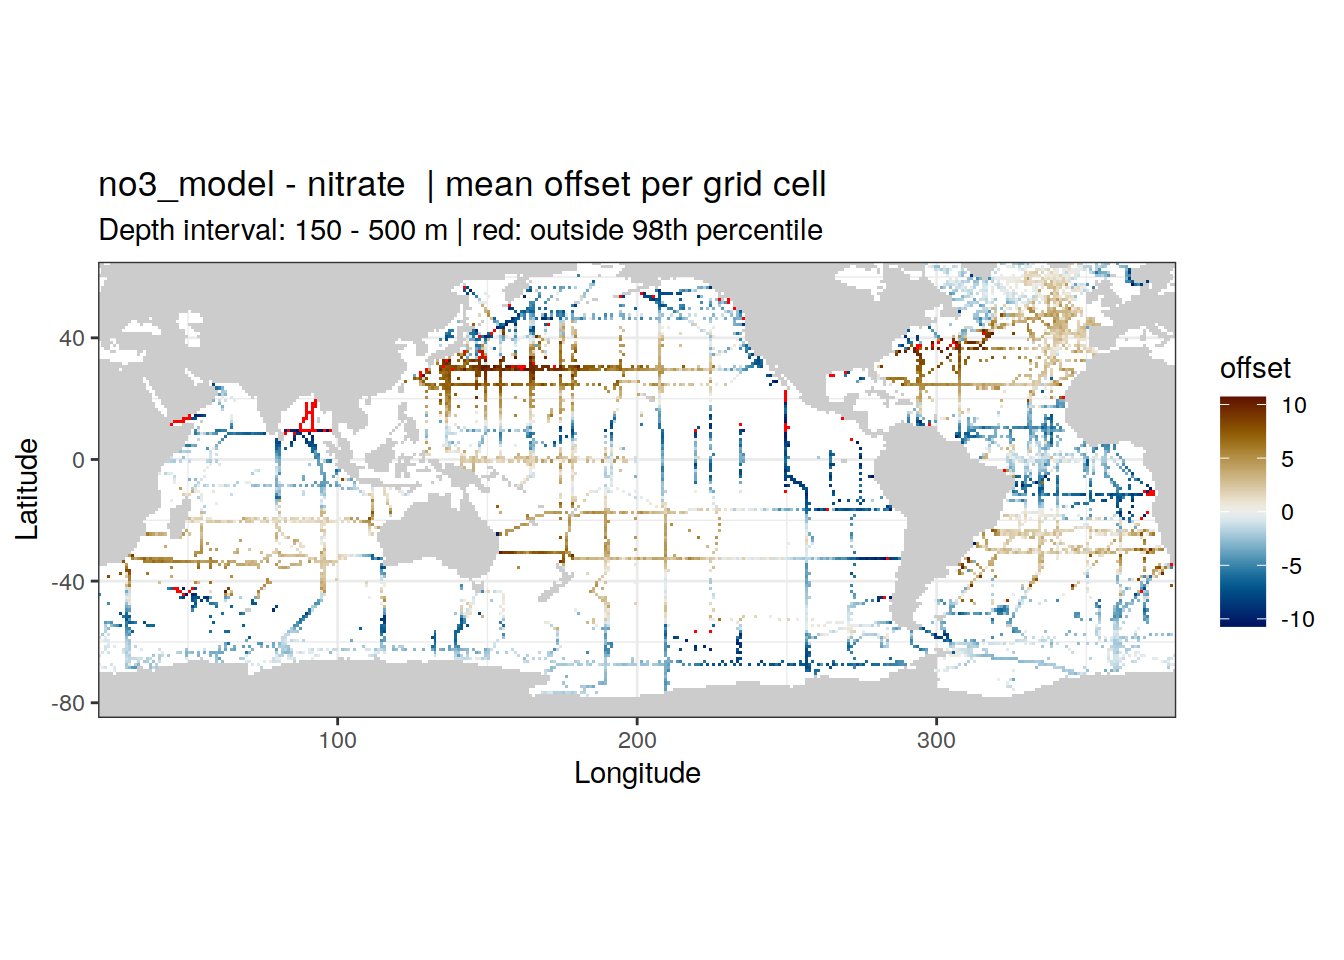 no3_model - nitrate  | mean offset per grid cell
Depth interval: 150 - 500 m | red: outside 98th percentile
Latitude
40
0
-40
-80
100
200
300
Longitude
offset
10
5
0
-5
-10